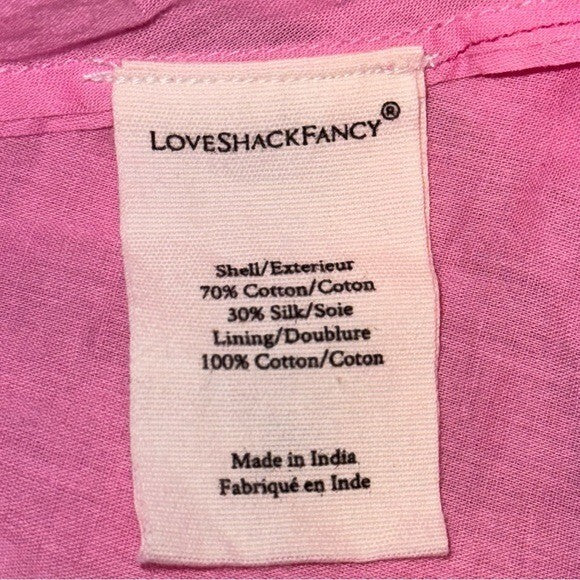 LOVESHACKFANCY®
Shell/Exterieur
70% Cotton/Coton
30% Silk/Soie
Lining/Doublure
100% Cotton/Coton
Made in India
Fabriqué en Inde